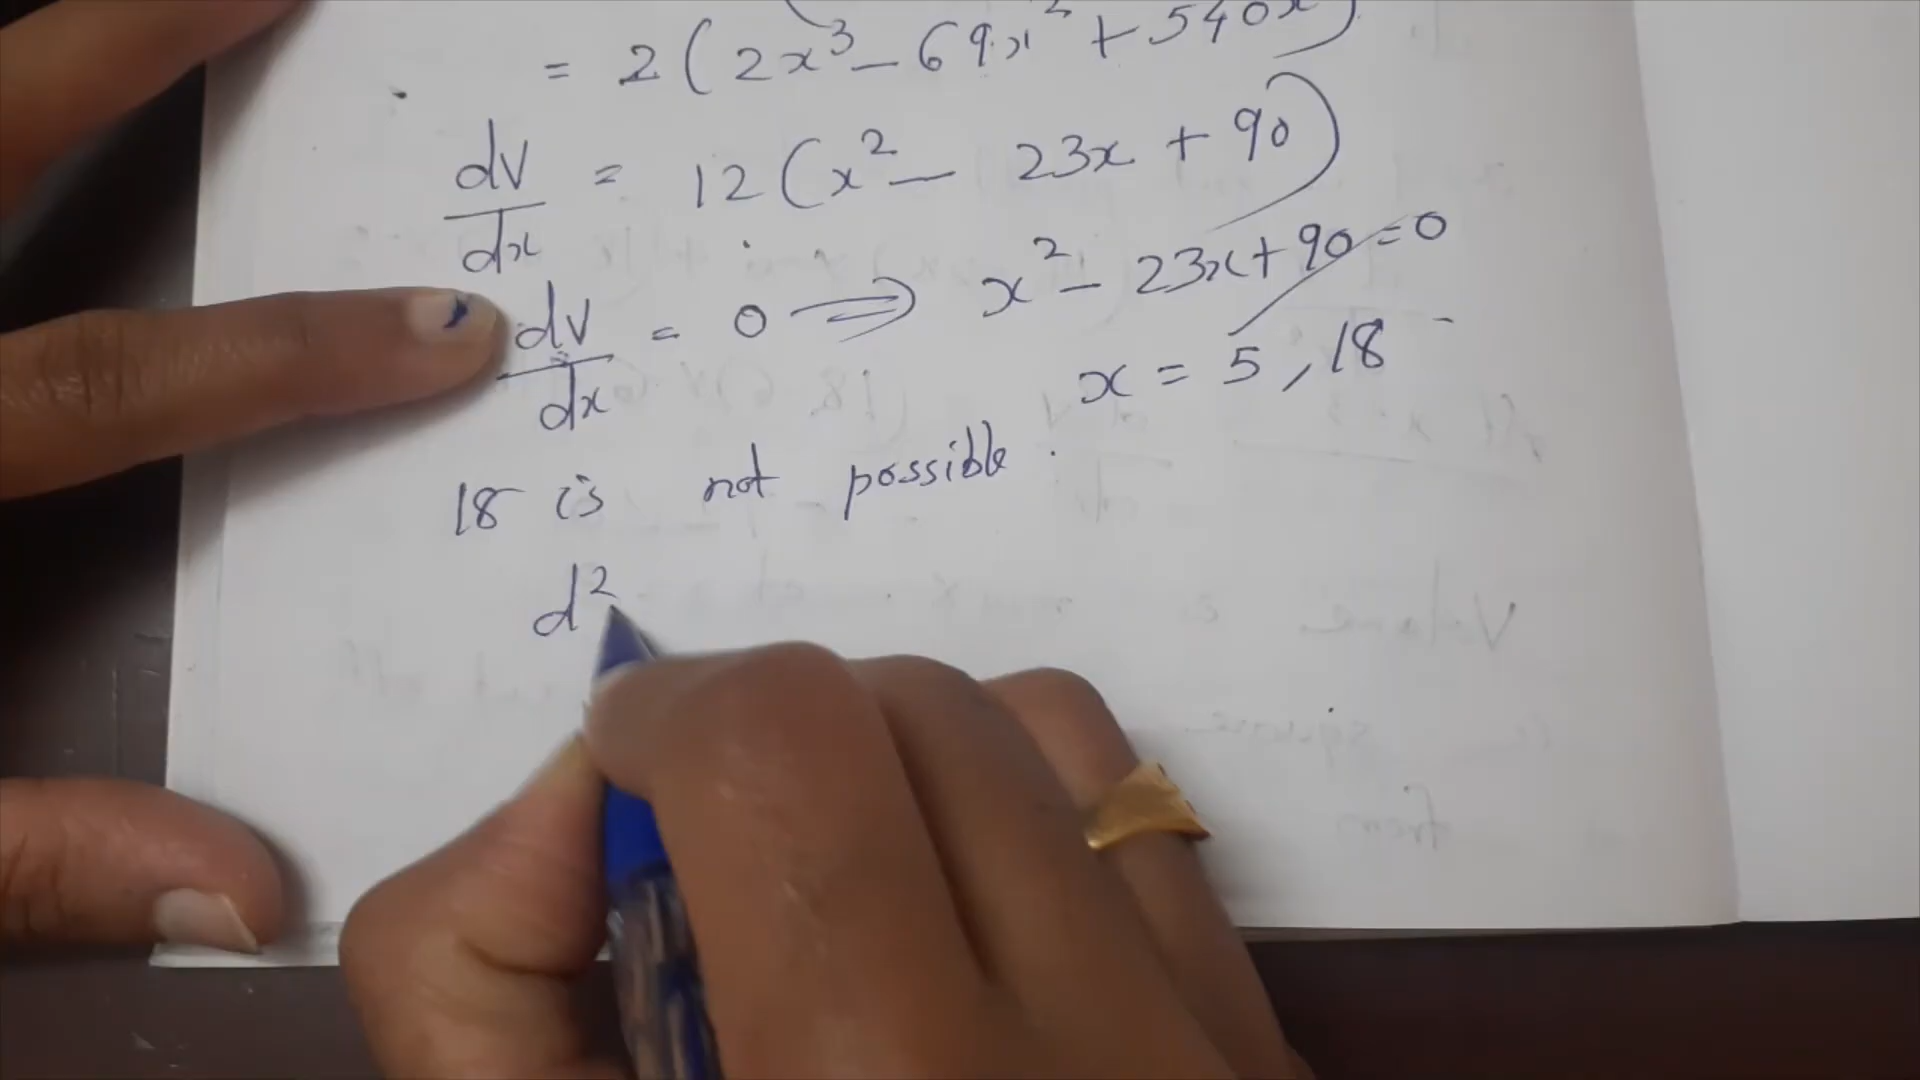 = 2 ( 2x³ - 69x² + 540x )
dV/dx = 12 ( x² - 23x + 90 )
dV/dx = 0 ⟹ x² - 23x + 90 = 0
x = 5 , 18
18 is not possible .
d²